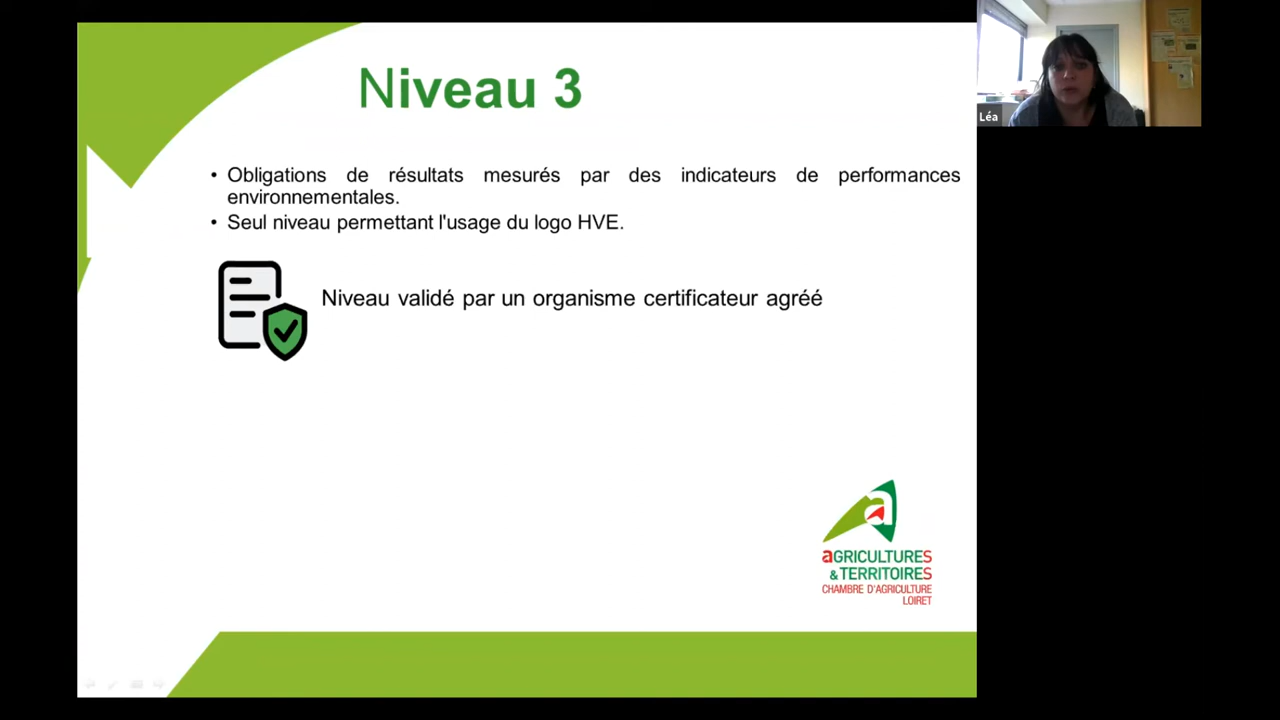 Niveau 3
• Obligations de résultats mesurés par des indicateurs de performances
environnementales.
• Seul niveau permettant l'usage du logo HVE.
Niveau validé par un organisme certificateur agréé
Léa
a
aGRICULTURES
& TERRITOIRES
CHAMBRE D'AGRICULTURE
LOIRET